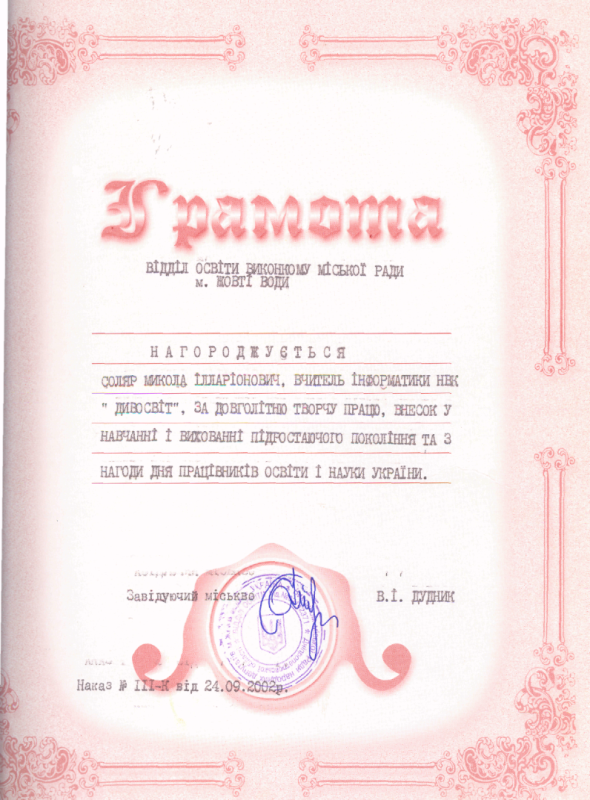 Грамота
ВІДДІЛ ОСВІТИ ВИКОНКОМУ МІСЬКОЇ РАДИ
м. ЖОВТІ ВОДИ
НАГОРОДЖУЄТЬСЯ
СОЛЯР МИКОЛА ІЛЛАРІОНОВИЧ, ВЧИТЕЛЬ ІНФОРМАТИКИ НВК
" ДИВОСВІТ", ЗА ДОВГОЛІТНЮ ТВОРЧУ ПРАЦЮ, ВНЕСОК У
НАВЧАННІ І ВИХОВАННІ ПІДРОСТАЮЧОГО ПОКОЛІННЯ ТА З
НАГОДИ ДНЯ ПРАЦІВНИКІВ ОСВІТИ І НАУКИ УКРАЇНИ.
Завідуючий міськво В.І. ДУДНИК
Наказ № III-К від 24.09.2002р.